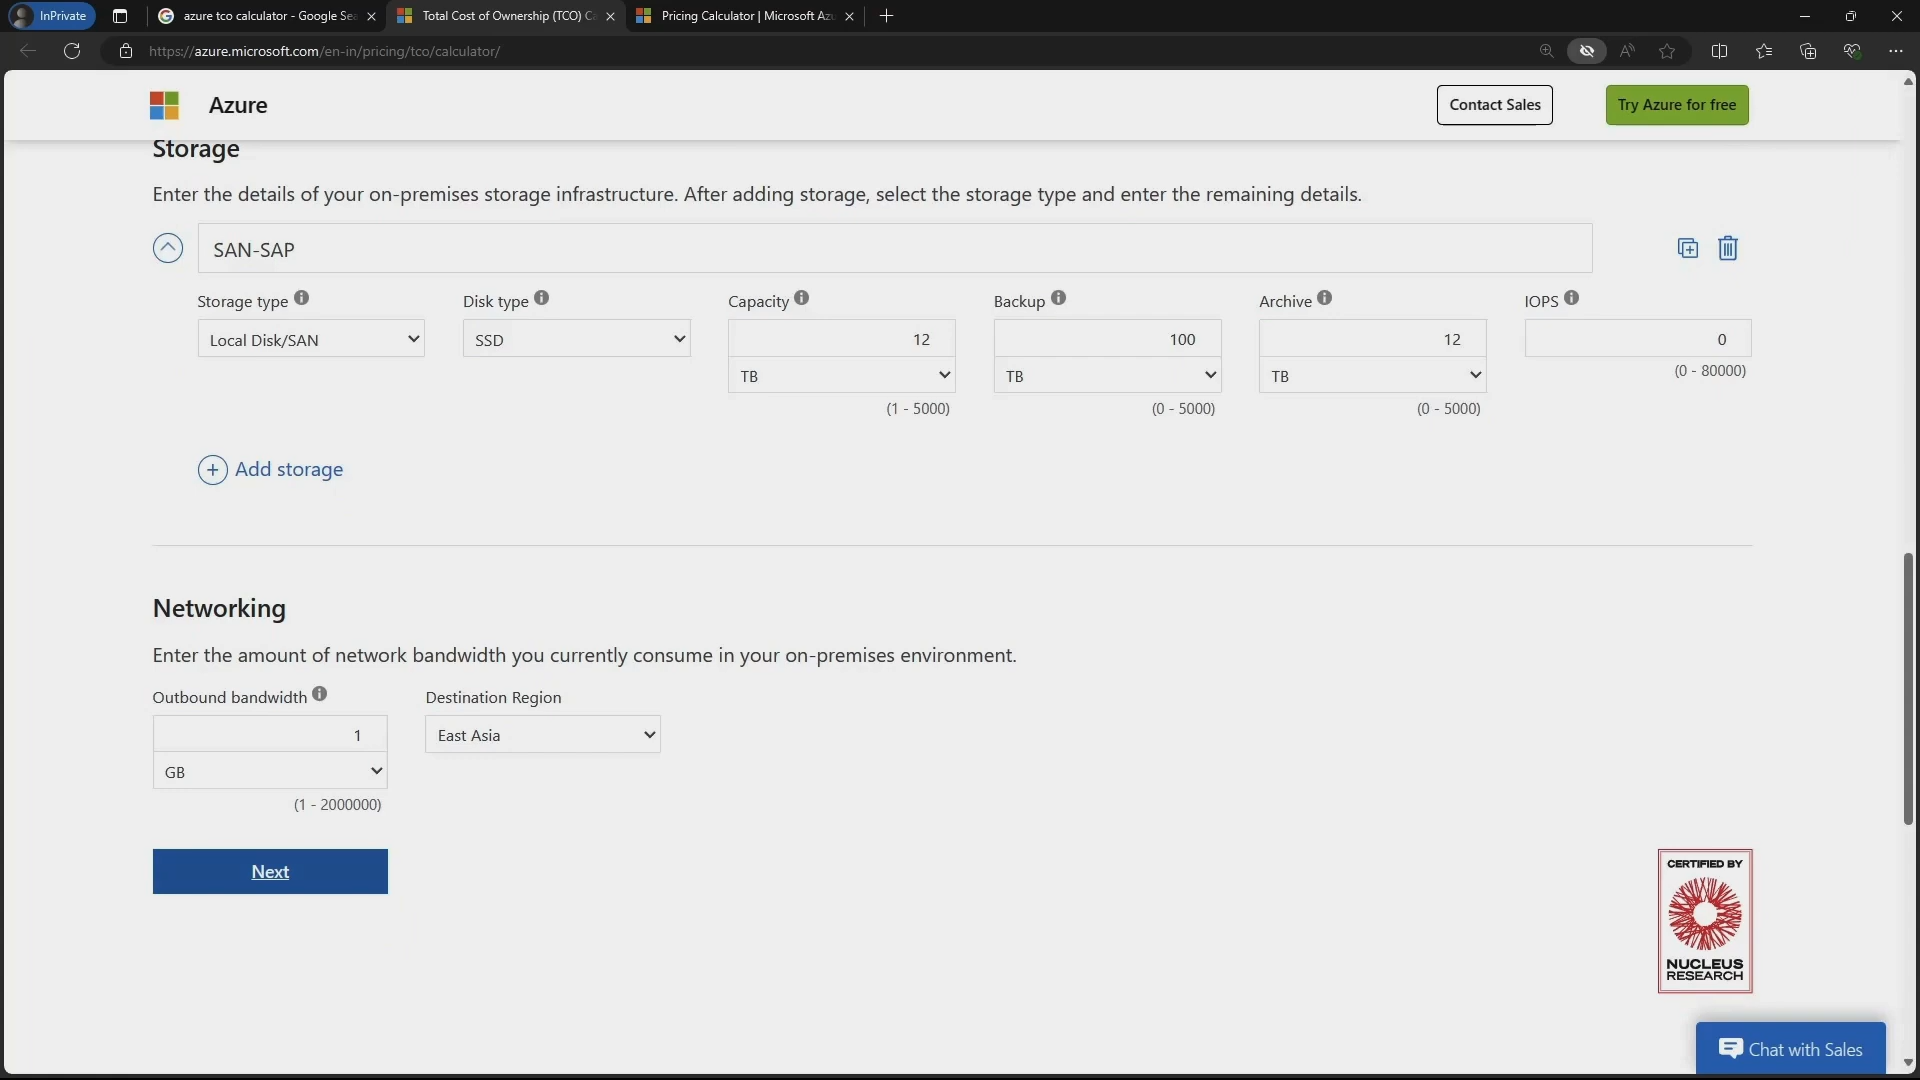 InPrivate
azure tco calculator - Google Se
Total Cost of Ownership (TCO) C
Pricing Calculator | Microsoft Az
https://azure.microsoft.com/en-in/pricing/tco/calculator/
Azure
Contact Sales
Try Azure for free
Storage
Enter the details of your on-premises storage infrastructure. After adding storage, select the storage type and enter the remaining details.
SAN-SAP
Storage type
Disk type
Capacity
Backup
Archive
IOPS
Local Disk/SAN
SSD
12
100
12
0
TB
TB
TB
(0 - 80000)
(1 - 5000)
(0 - 5000)
(0 - 5000)
Add storage
Networking
Enter the amount of network bandwidth you currently consume in your on-premises environment.
Outbound bandwidth
Destination Region
1
East Asia
GB
(1 - 2000000)
Next
CERTIFIED BY
NUCLEUS
RESEARCH
Chat with Sales